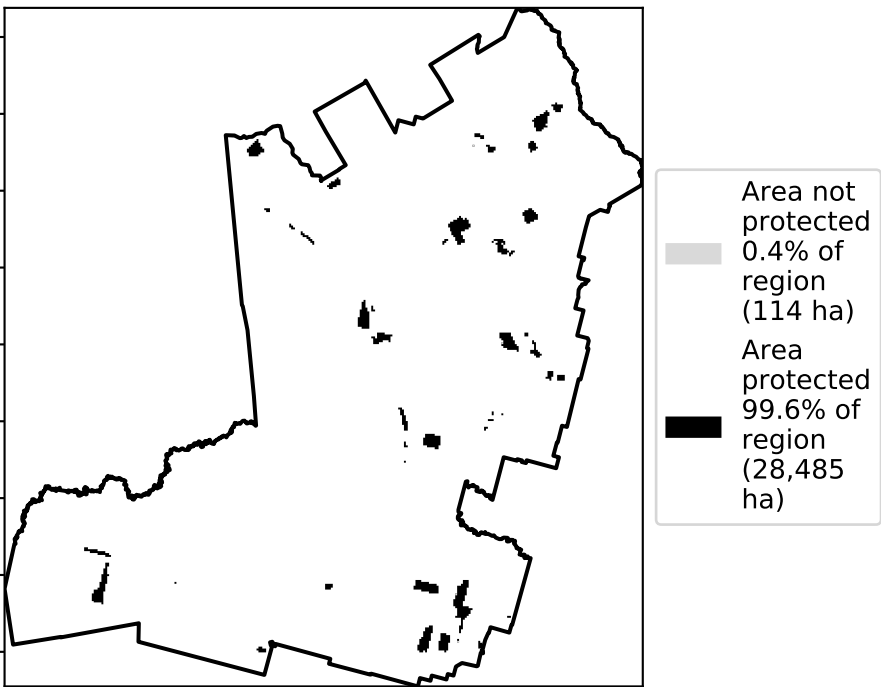 Area not
protected
0.4% of
region
(114 ha)
Area
protected
99.6% of
region
(28,485
ha)